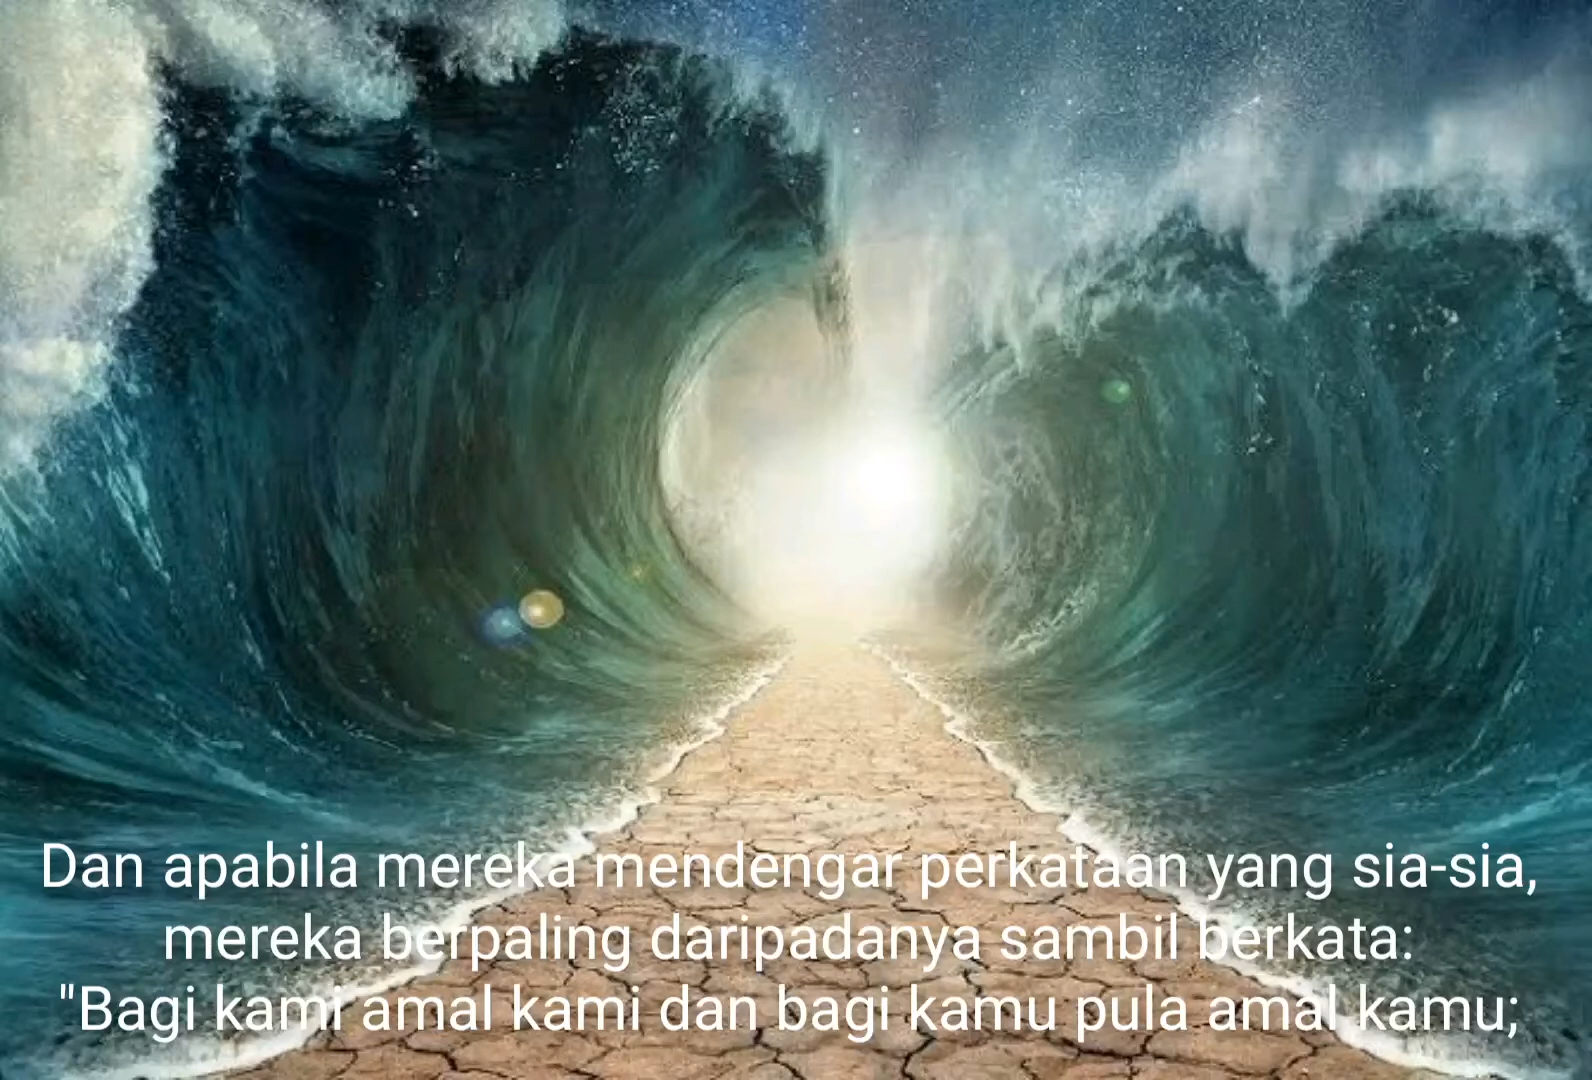 Dan apabila mereka mendengar perkataan yang sia-sia,
mereka berpaling daripadanya sambil berkata:
"Bagi kami amal kami dan bagi kamu pula amal kamu;